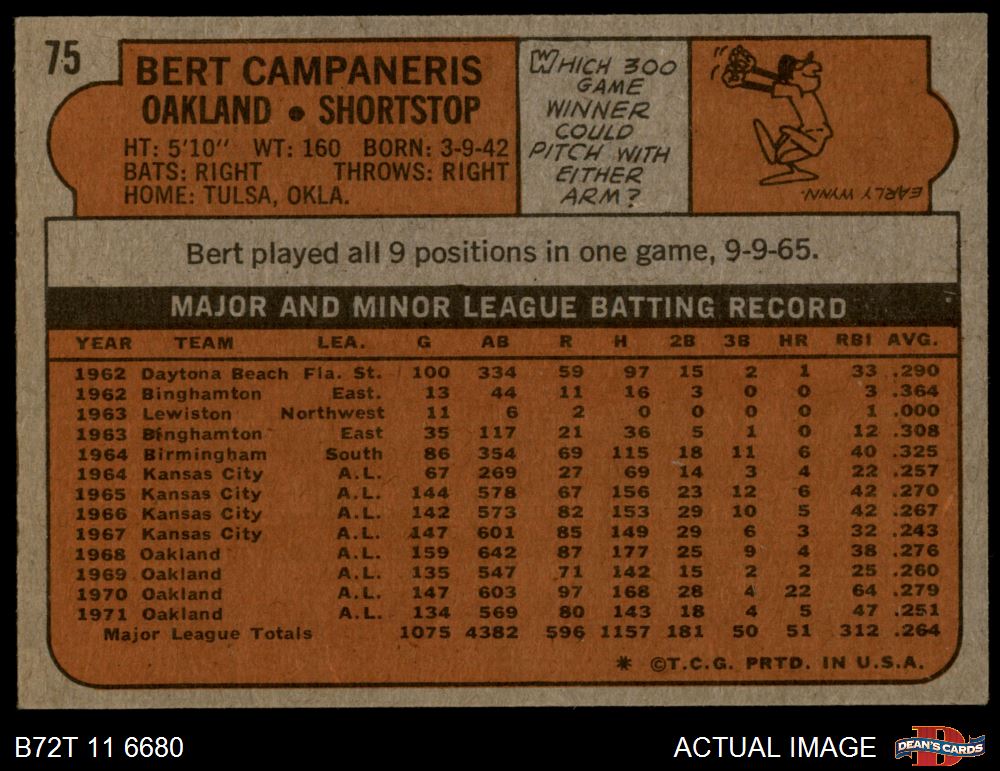 75
BERT CAMPANERIS
OAKLAND • SHORTSTOP
HT: 5'10" WT: 160 BORN: 3-9-42
BATS: RIGHT THROWS: RIGHT
HOME: TULSA, OKLA.
WHICH 300
GAME
WINNER
COULD
PITCH WITH
EITHER
ARM?
EARLY WYNN.
Bert played all 9 positions in one game, 9-9-65.
MAJOR AND MINOR LEAGUE BATTING RECORD
YEAR TEAM LEA. G AB R H 2B 3B HR RBI AVG.
1962 Daytona Beach Fla. St. 100 334 59 97 15 2 1 33 .290
1962 Binghamton East. 13 44 11 16 3 0 0 3 .364
1963 Lewiston Northwest 11 6 2 0 0 0 0 1 .000
1963 Binghamton East 35 117 21 36 5 1 0 12 .308
1964 Birmingham South 86 354 69 115 18 11 6 40 .325
1964 Kansas City A.L. 67 269 27 69 14 3 4 22 .257
1965 Kansas City A.L. 144 578 67 156 23 12 6 42 .270
1966 Kansas City A.L. 142 573 82 153 29 10 5 42 .267
1967 Kansas City A.L. 147 601 85 149 29 6 3 32 .243
1968 Oakland A.L. 159 642 87 177 25 9 4 38 .276
1969 Oakland A.L. 135 547 71 142 15 2 2 25 .260
1970 Oakland A.L. 147 603 97 168 28 4 22 64 .279
1971 Oakland A.L. 134 569 80 143 18 4 5 47 .251
Major League Totals 1075 4382 596 1157 181 50 51 312 .264
* ©T.C.G. PRTD. IN U.S.A.
B72T 11 6680
ACTUAL IMAGE
D
DEAN'S CARDS